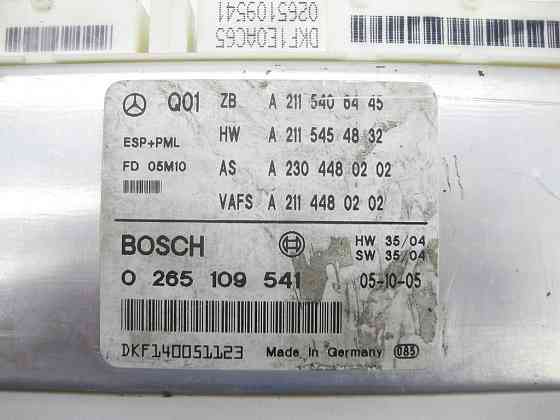 DKF1E0AC65
0265109541
Q01 ZB A 211 540 64 45
ESP+PML HW A 211 545 48 32
FD 05M10 AS A 230 448 02 02
VAFS A 211 448 02 02
BOSCH HW 35/04
SW 35/04
0 265 109 541 05-10-05
DKF140051123 Made in Germany 085